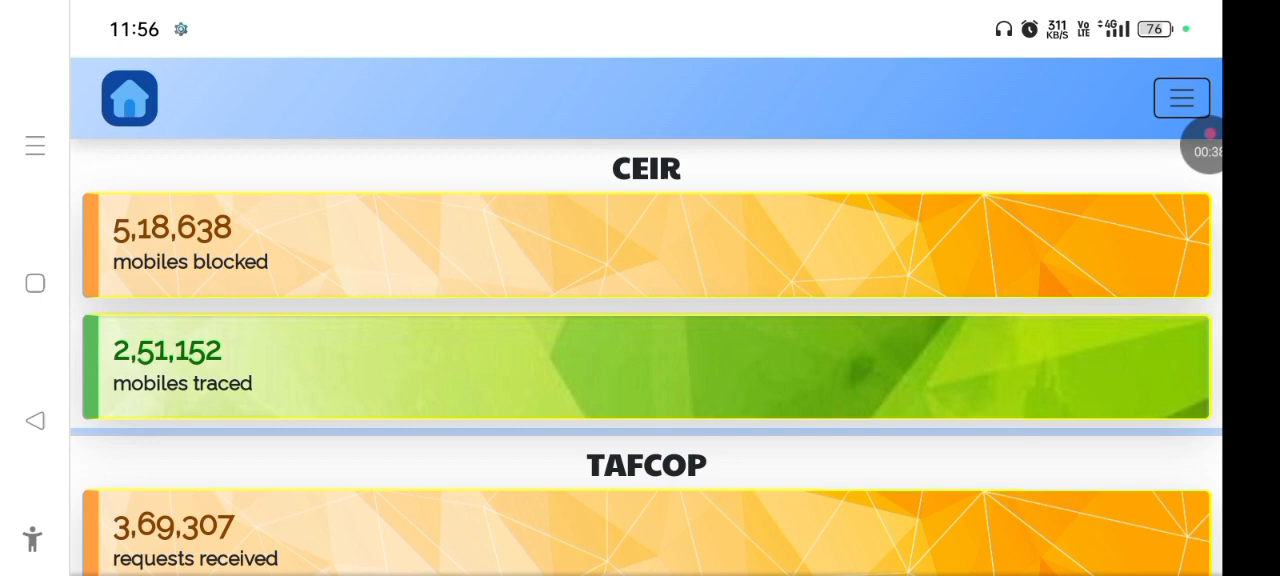 11:56
311
KB/S
Vo
LTE
4G
76
00:38
CEIR
5,18,638
mobiles blocked
2,51,152
mobiles traced
TAFCOP
3,69,307
requests received